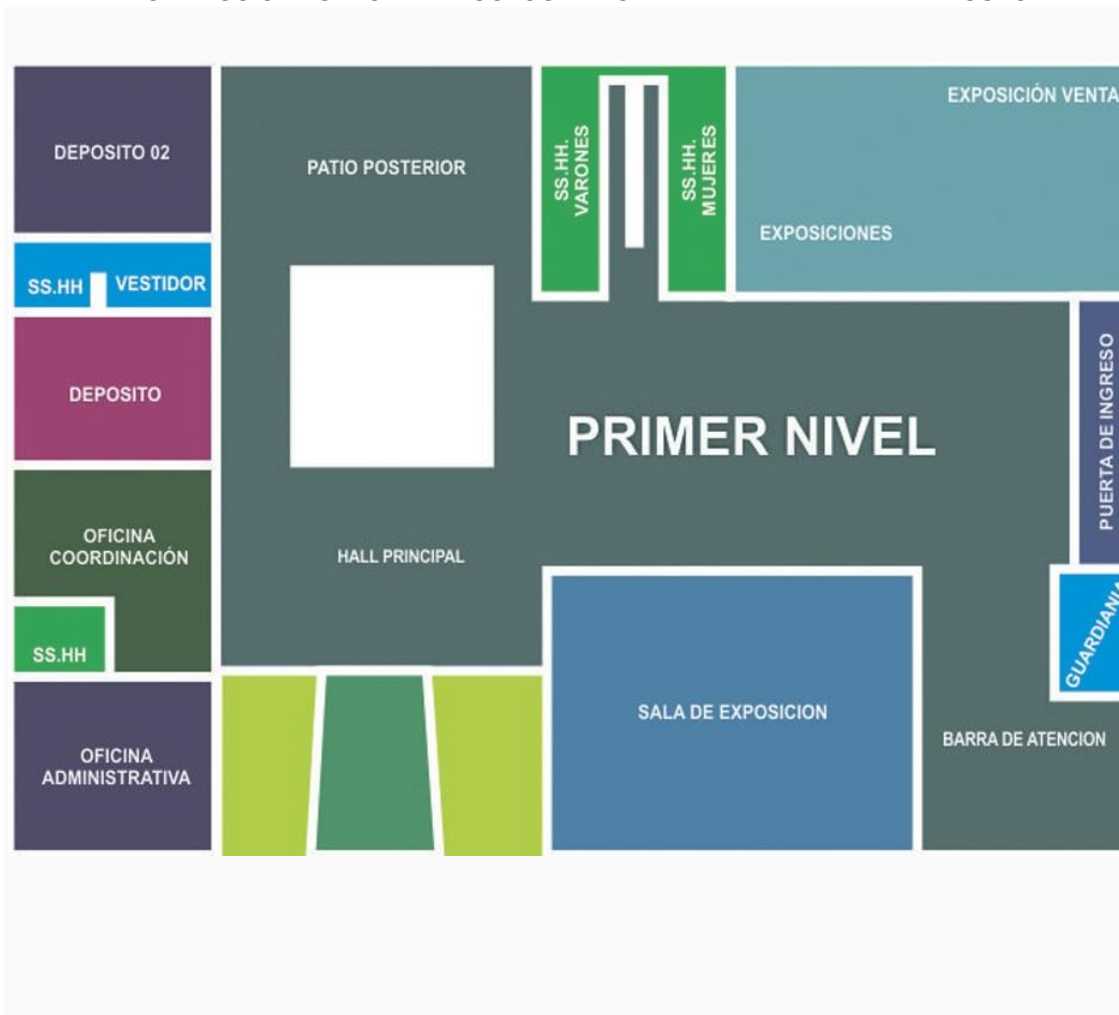 DEPOSITO 02
PATIO POSTERIOR
SS.HH.
VARONES
SS.HH.
MUJERES
EXPOSICIÓN VENTA
EXPOSICIONES
SS.HH
VESTIDOR
DEPOSITO
PRIMER NIVEL
PUERTA DE INGRESO
OFICINA
COORDINACIÓN
HALL PRINCIPAL
GUARDIANIA
SS.HH
SALA DE EXPOSICION
BARRA DE ATENCION
OFICINA
ADMINISTRATIVA